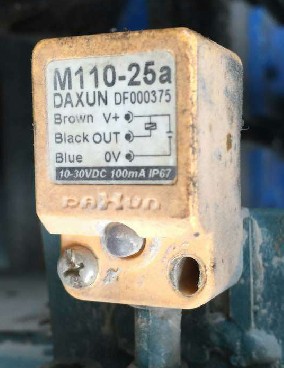 M110-25a
DAXUN DF000375
Brown V+
Black OUT
Blue 0V
10-30VDC 100mA IP67
DAXUN